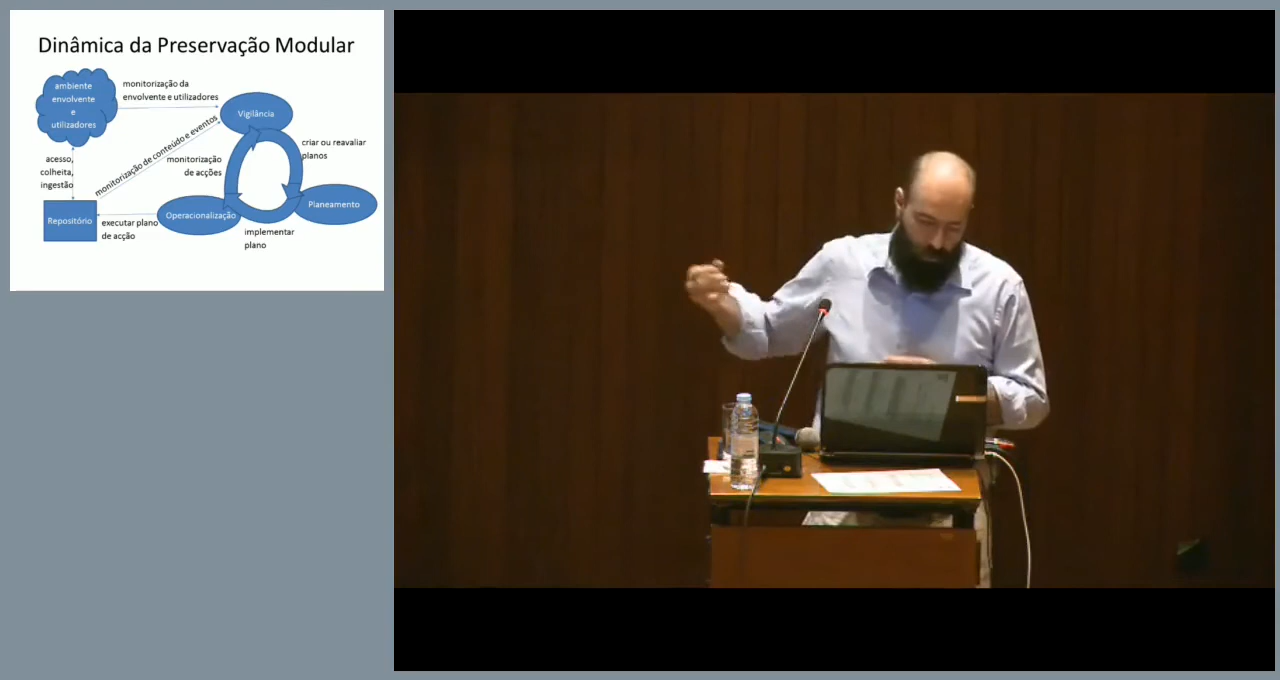 Dinâmica da Preservação Modular
ambiente
envolvente
e
utilizadores
monitorização da
envolvente e utilizadores
Vigilância
monitorização de conteúdo e eventos
criar ou reavaliar
planos
monitorização
de acções
acesso,
colheita,
ingestão
Planeamento
Operacionalização
Repositório
executar plano
de acção
implementar
plano